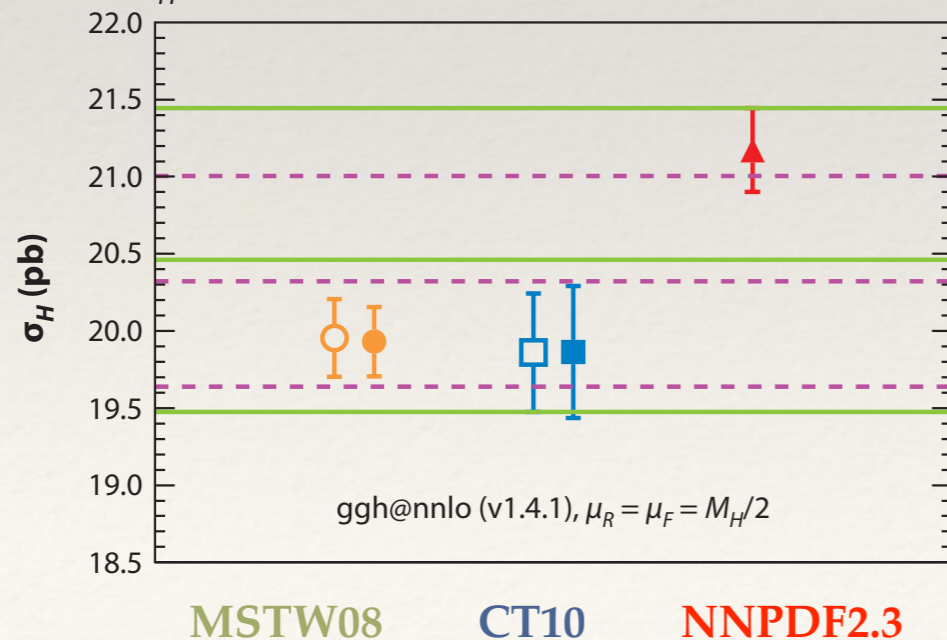 H
22.0
21.5
21.0
20.5
20.0
19.5
19.0
18.5
σH (pb)
ggh@nnlo (v1.4.1), μR = μF = MH/2
MSTW08 CT10 NNPDF2.3